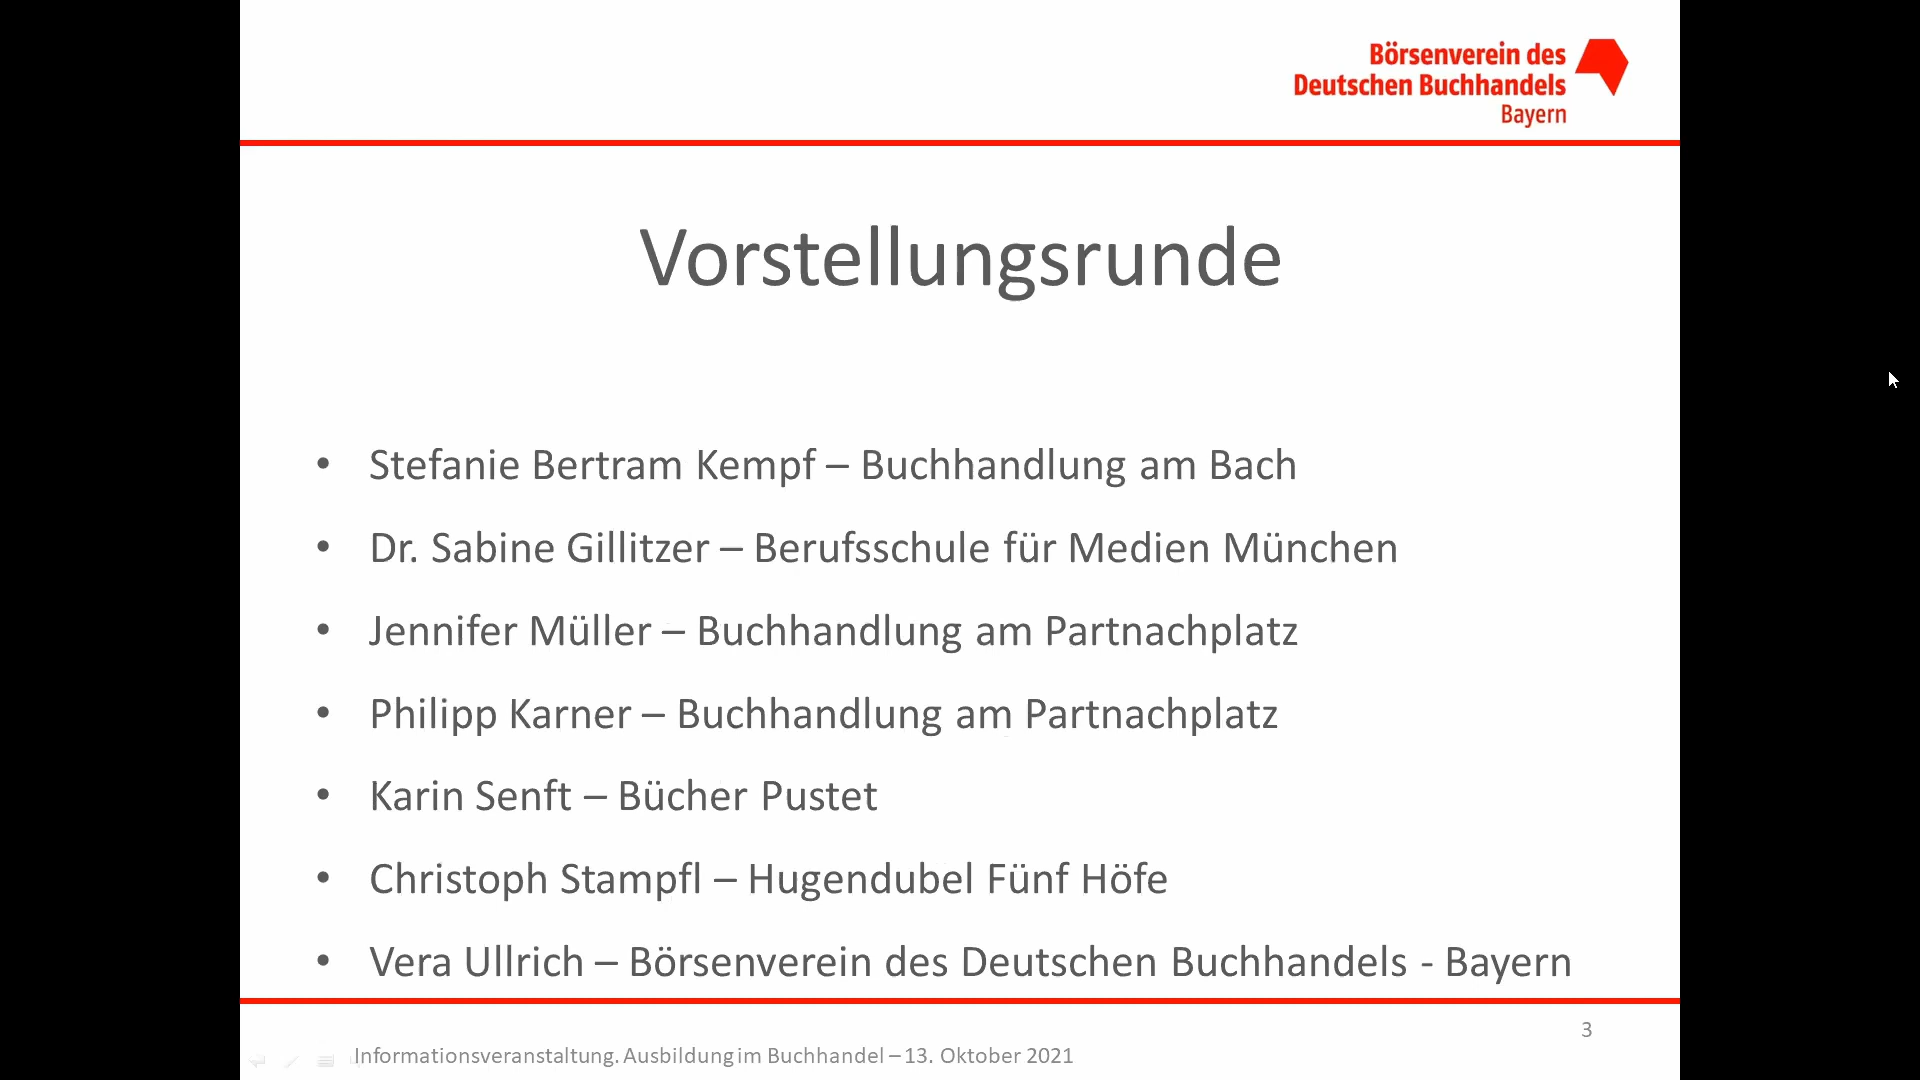 Börsenverein des
Deutschen Buchhandels
Bayern
Vorstellungsrunde
• Stefanie Bertram Kempf – Buchhandlung am Bach
• Dr. Sabine Gillitzer – Berufsschule für Medien München
• Jennifer Müller – Buchhandlung am Partnachplatz
• Philipp Karner – Buchhandlung am Partnachplatz
• Karin Senft – Bücher Pustet
• Christoph Stampfl – Hugendubel Fünf Höfe
• Vera Ullrich – Börsenverein des Deutschen Buchhandels - Bayern
3
Informationsveranstaltung. Ausbildung im Buchhandel – 13. Oktober 2021